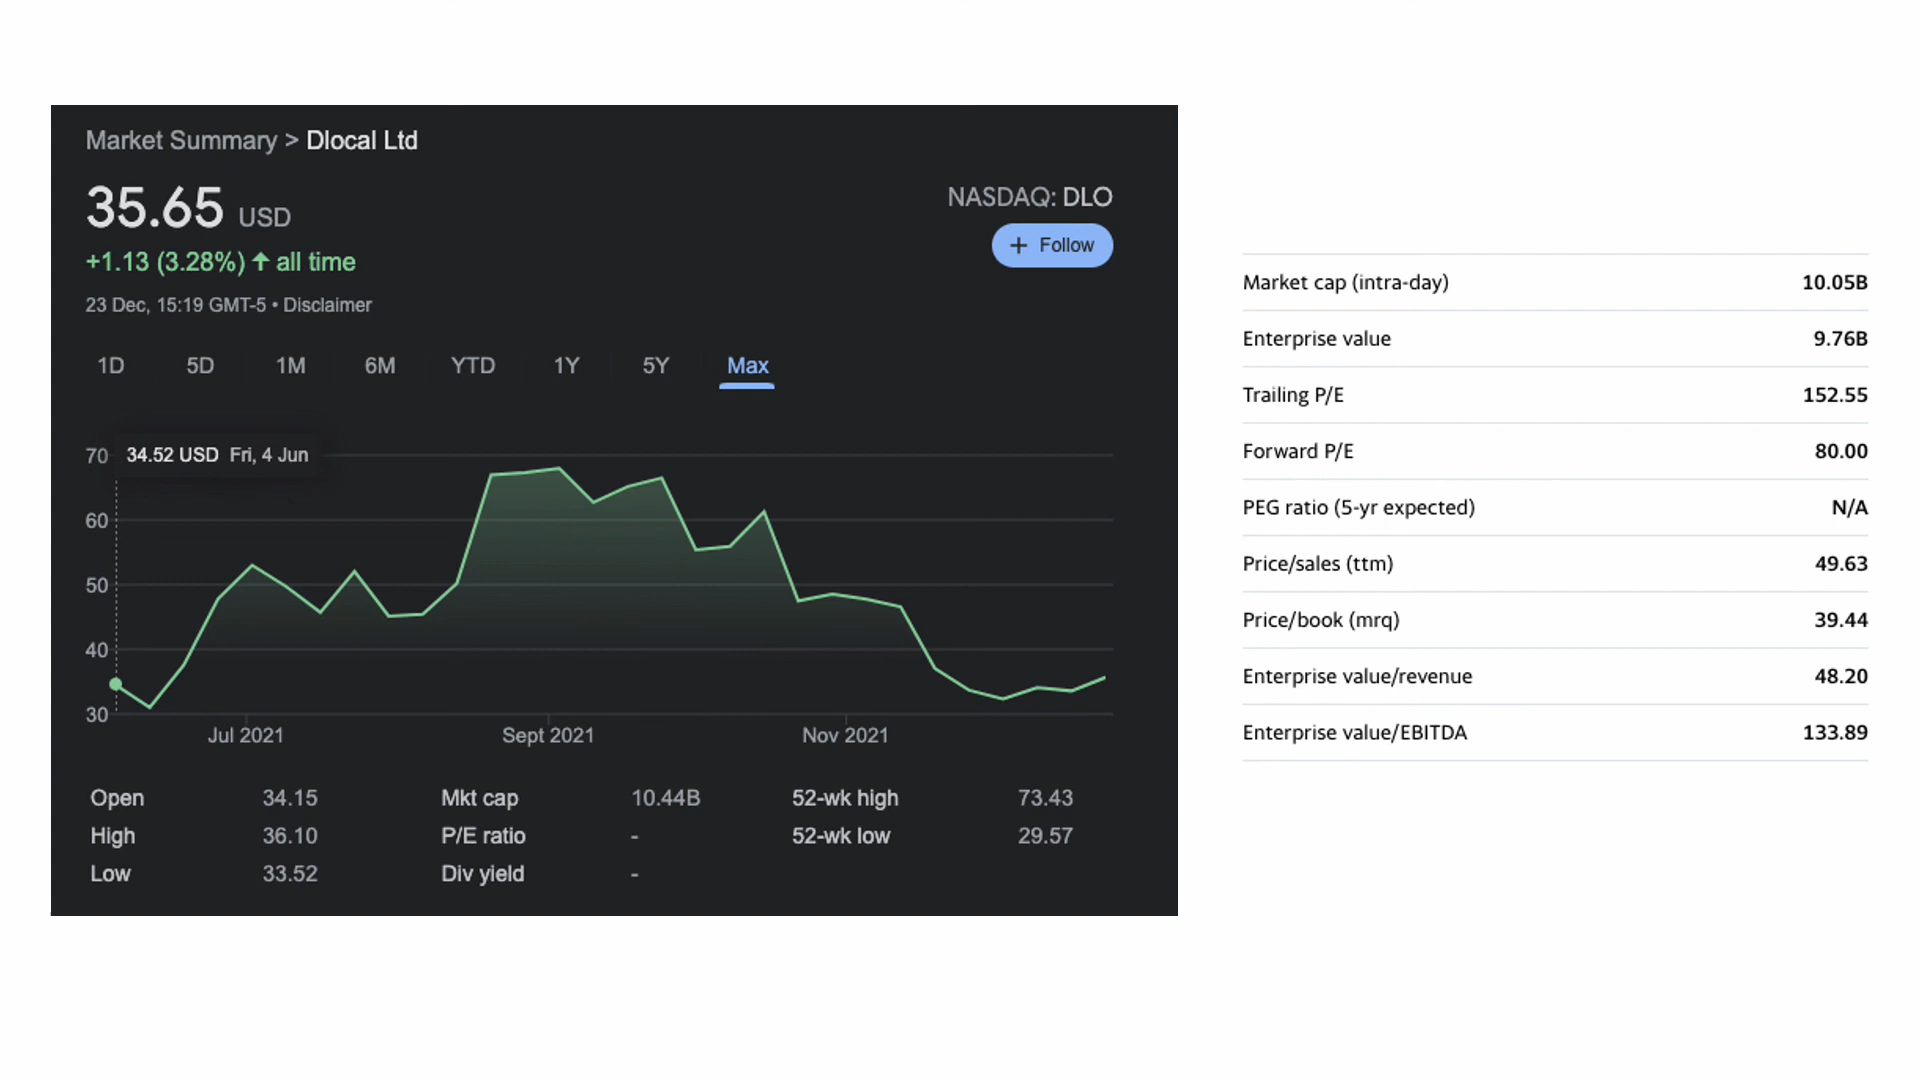 Market Summary > Dlocal Ltd
35.65 USD
+1.13 (3.28%) ↑ all time
23 Dec, 15:19 GMT-5 • Disclaimer
NASDAQ: DLO
+ Follow
1D 5D 1M 6M YTD 1Y 5Y Max
34.52 USD Fri, 4 Jun
70
60
50
40
30
Jul 2021 Sept 2021 Nov 2021
Open 34.15 Mkt cap 10.44B 52-wk high 73.43
High 36.10 P/E ratio - 52-wk low 29.57
Low 33.52 Div yield -
Market cap (intra-day) 10.05B
Enterprise value 9.76B
Trailing P/E 152.55
Forward P/E 80.00
PEG ratio (5-yr expected) N/A
Price/sales (ttm) 49.63
Price/book (mrq) 39.44
Enterprise value/revenue 48.20
Enterprise value/EBITDA 133.89